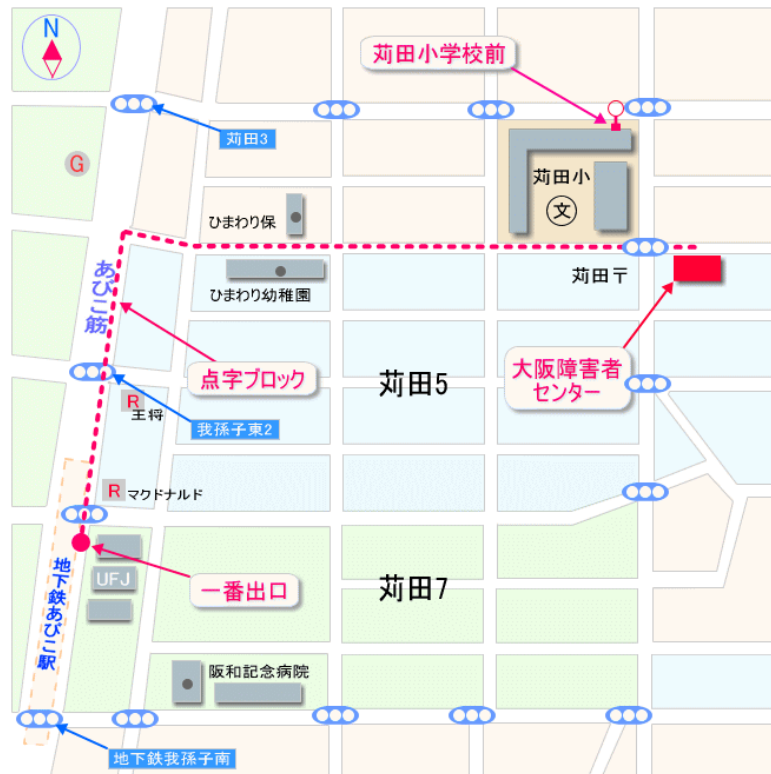 N
苅田小学校前
苅田3
G
苅田小
文
ひまわり保
あびこ筋
ひまわり幼稚園
苅田〒
点字ブロック
苅田5
大阪障害者
センター
R
王将
我孫子東2
R マクドナルド
一番出口
UFJ
苅田7
地下鉄あびこ駅
阪和記念病院
地下鉄我孫子南